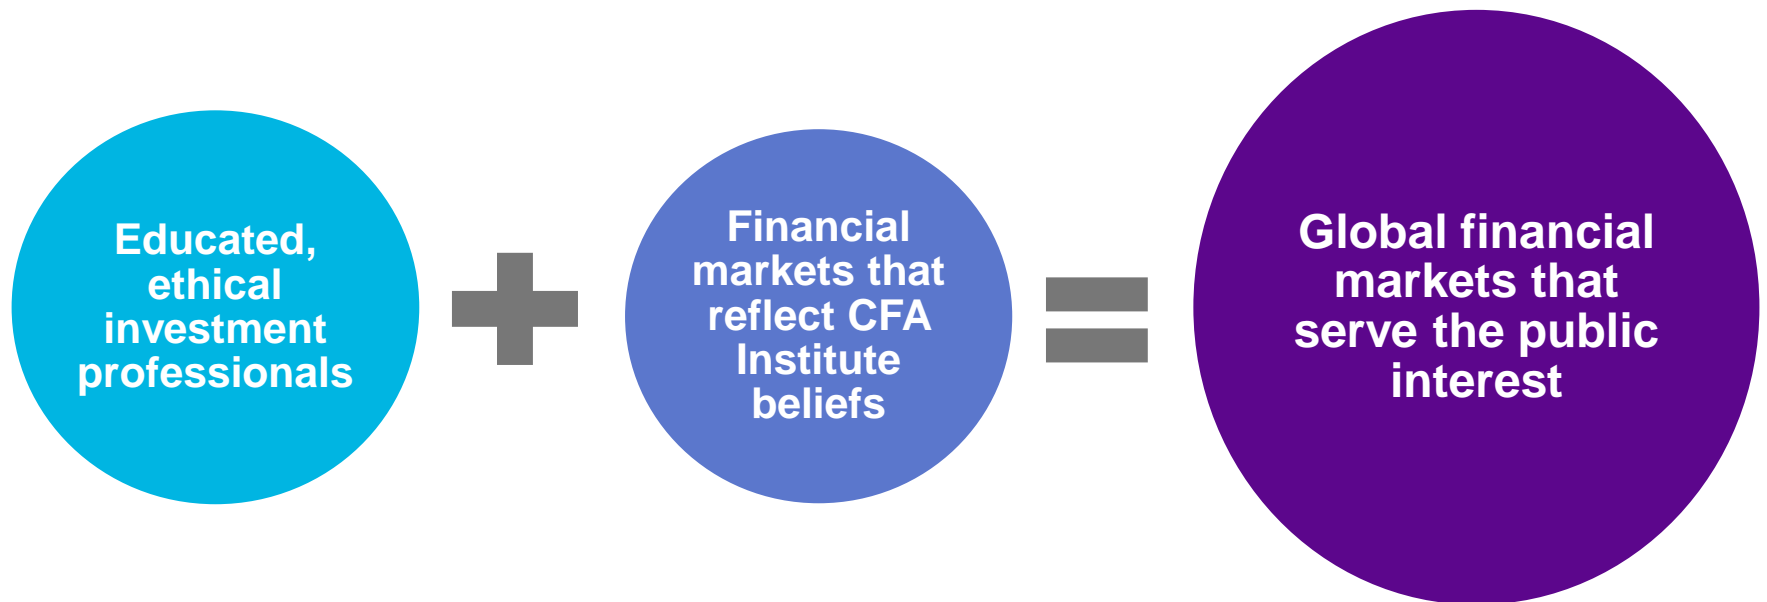 Educated,
ethical
investment
professionals
Financial
markets that
reflect CFA
Institute
beliefs
Global financial
markets that
serve the public
interest